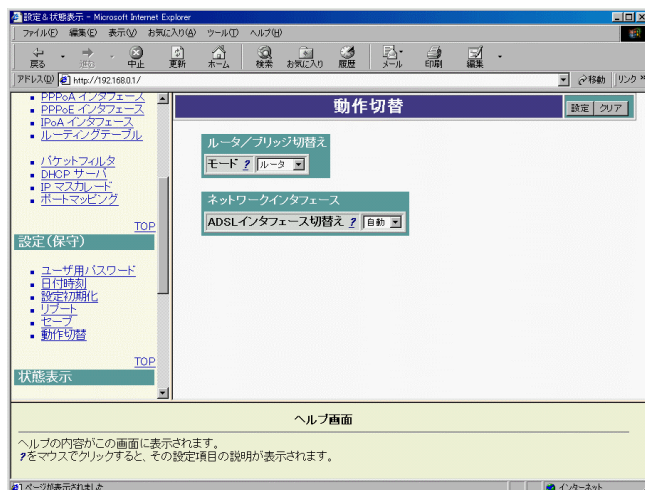 設定&状態表示 - Microsoft Internet Explorer
ファイル(F) 編集(E) 表示(V) お気に入り(A) ツール(T) ヘルプ(H)
戻る 進む 中止 更新 ホーム 検索 お気に入り 履歴 メール 印刷 編集
アドレス(D) http://192.168.0.1/ 移動 リンク »
PPPoA インタフェース
PPPoE インタフェース
IPoA インタフェース
ルーティングテーブル
パケットフィルタ
DHCP サーバ
IP マスカレード
ポートマッピング
TOP
設定(保守)
ユーザ用パスワード
日付時刻
設定初期化
リブート
セーブ
動作切替
TOP
状態表示
動作切替
設定 クリア
ルータ/ブリッジ切替え
モード ? ルータ
ネットワークインタフェース
ADSLインタフェース切替え ? 自動
ヘルプ画面
ヘルプの内容がこの画面に表示されます。
?をマウスでクリックすると、その設定項目の説明が表示されます。
ページが表示されました インターネット